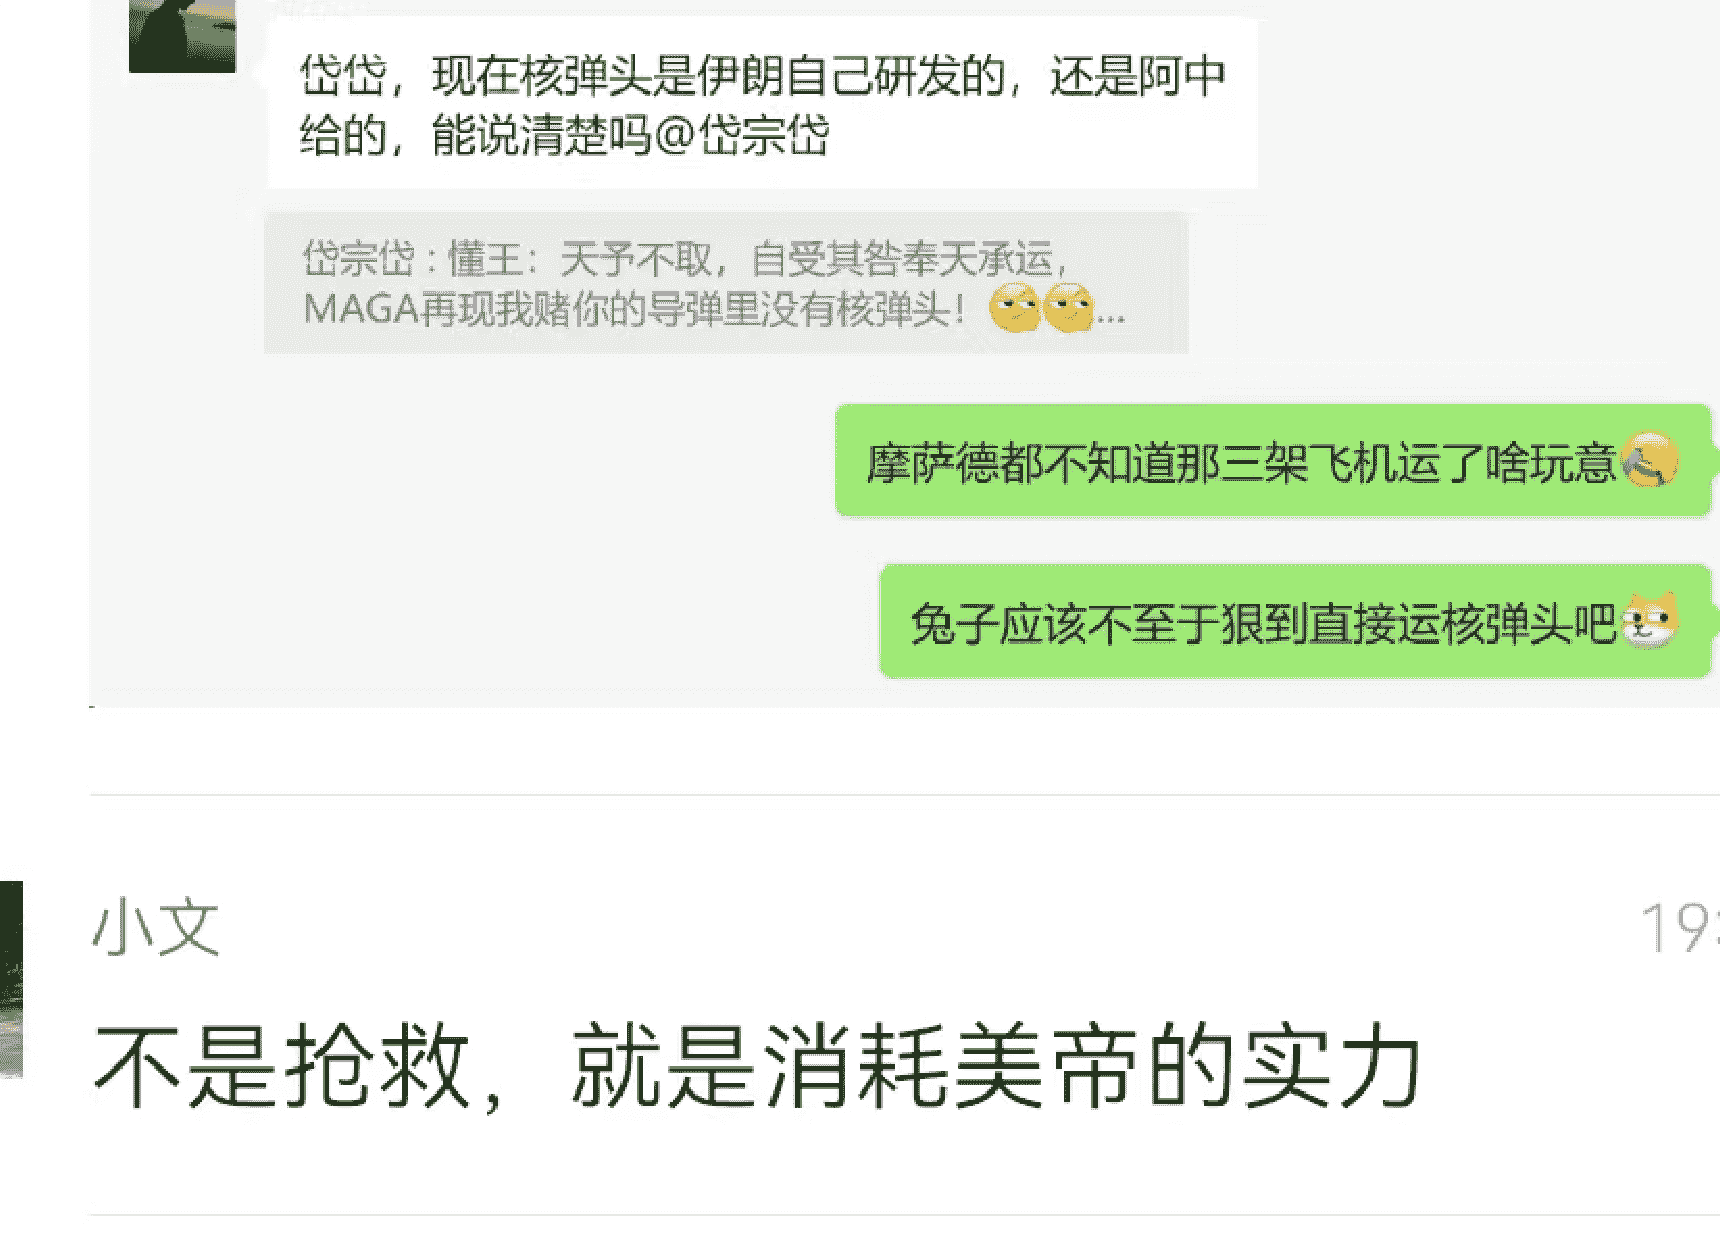 岱岱，现在核弹头是伊朗自己研发的，还是阿中
给的，能说清楚吗@岱宗岱
岱宗岱：懂王：天予不取，自受其咎奉天承运，
MAGA再现我赌你的导弹里没有核弹头！...
摩萨德都不知道那三架飞机运了啥玩意
兔子应该不至于狠到直接运核弹头吧
小文
19:
不是抢救，就是消耗美帝的实力